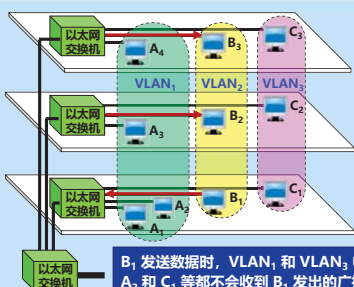 以太网
交换机
A₄
B₃
C₃
VLAN₁
VLAN₂
VLAN₃
以太网
交换机
A₃
B₂
C₂
以太网
交换机
A₁
A₂
B₁
C₁
以太网
交换机
B₁ 发送数据时，VLAN₁ 和 VLAN₃
A₂ 和 C₁ 等都不会收到 B₁ 发出的广